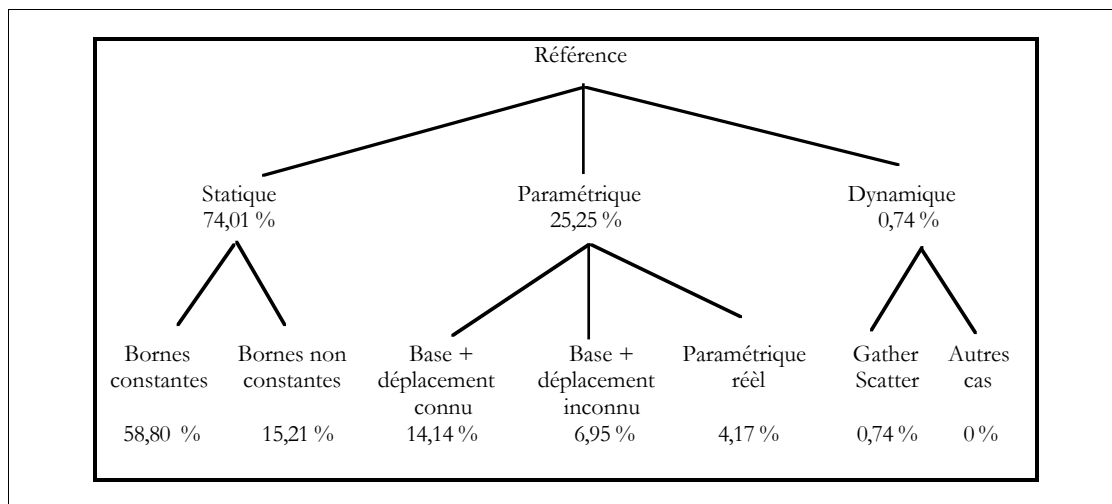 Référence
Statique
74,01 %
Paramétrique
25,25 %
Dynamique
0,74 %
Bornes
constantes
58,80 %
Bornes non
constantes
15,21 %
Base +
déplacement
connu
14,14 %
Base +
déplacement
inconnu
6,95 %
Paramétrique
réèl
4,17 %
Gather
Scatter
0,74 %
Autres
cas
0 %